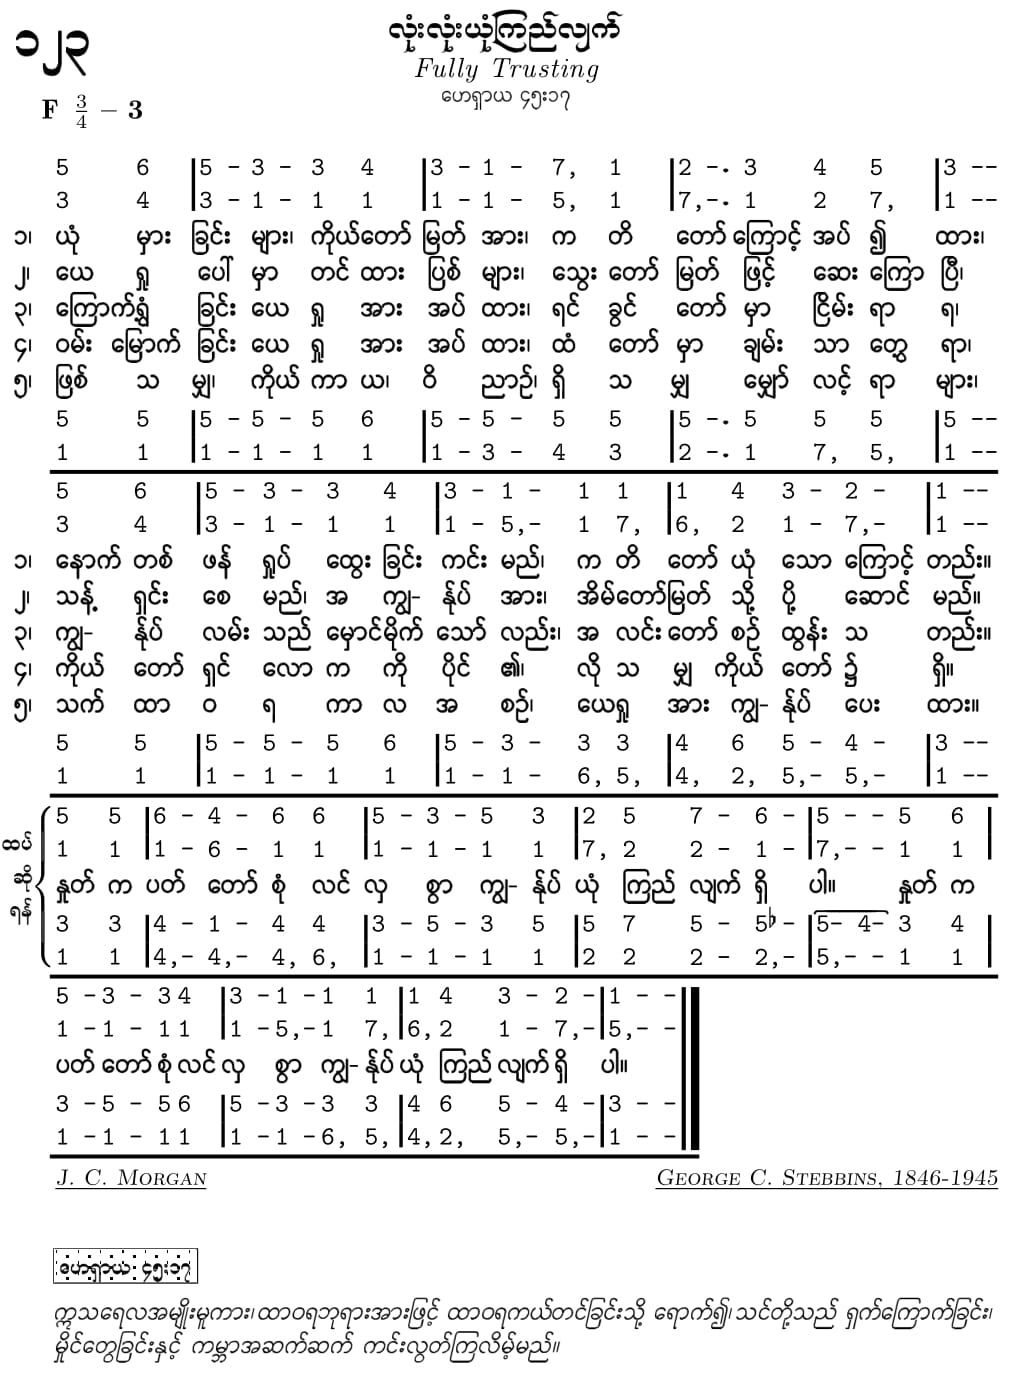 ၁၂၃
လုံးလုံးယုံကြည်လျက်
Fully Trusting
ဟေရှာယ ၄၅း၁၇
F 3/4 – 3
5 6 |5 - 3 - 3 4 |3 - 1 - 7, 1 |2 -. 3 4 5 |3 --
3 4 |3 - 1 - 1 1 |1 - 1 - 5, 1 |7,-. 1 2 7, |1 --
၁၊ ယုံ မှား ခြင်း များ၊ ကိုယ်တော် မြတ် အား၊ က တိ တော် ကြောင့် အပ် ၍ ထား၊
၂၊ ယေ ရှု ပေါ် မှာ တင် ထား ပြစ် များ၊ သွေး တော် မြတ် ဖြင့် ဆေး ကြော ပြီ၊
၃၊ ကြောက်ရွံ့ ခြင်း ယေ ရှု အား အပ် ထား၊ ရင် ခွင် တော် မှာ ငြိမ်း ရာ ရ၊
၄၊ ဝမ်း မြောက် ခြင်း ယေ ရှု အား အပ် ထား၊ ထံ တော် မှာ ချမ်း သာ တွေ့ ရာ၊
၅၊ ဖြစ် သ မျှ၊ ကိုယ် ကာ ယ၊ ဝိ ညာဉ်၊ ရှိ သ မျှ မျှော် လင့် ရာ များ၊
5 5 |5 - 5 - 5 6 |5 - 5 - 5 5 |5 -. 5 5 5 |5 --
1 1 |1 - 1 - 1 1 |1 - 3 - 4 3 |2 -. 1 7, 5, |1 --
5 6 |5 - 3 - 3 4 |3 - 1 - 1 1 |1 4 3 - 2 - |1 --
3 4 |3 - 1 - 1 1 |1 - 5,- 1 7, |6, 2 1 - 7,- |1 --
၁၊ နောက် တစ် ဖန် ရှုပ် ထွေး ခြင်း ကင်း မည်၊ က တိ တော် ယုံ သော ကြောင့် တည်း။
၂၊ သန့် ရှင်း စေ မည်၊ အ ကျွ- န်ုပ် အား၊ အိမ်တော်မြတ် သို့ ပို့ ဆောင် မည်။
၃၊ ကျွ- န်ုပ် လမ်း သည် မှောင်မိုက် သော် လည်း၊ အ လင်း တော် စဉ် ထွန်း သ တည်း။
၄၊ ကိုယ် တော် ရှင် လော က ကို ပိုင် ၏၊ လို သ မျှ ကိုယ် တော် ၌ ရှိ။
၅၊ သက် ထာ ဝ ရ ကာ လ အ စဉ်၊ ယေရှု အား ကျွ- န်ုပ် ပေး ထား။
5 5 |5 - 5 - 5 6 |5 - 3 - 3 3 |4 6 5 - 4 - |3 --
1 1 |1 - 1 - 1 1 |1 - 1 - 6, 5, |4, 2, 5,- 5,- |1 --
ထပ်
ဆို
ရန်
5 5 |6 - 4 - 6 6 |5 - 3 - 5 3 |2 5 7 - 6 - |5 - - 5 6 |
1 1 |1 - 6 - 1 1 |1 - 1 - 1 1 |7, 2 2 - 1 - |7,- - 1 1 |
နှုတ် က ပတ် တော် စုံ လင် လှ စွာ ကျွ- န်ုပ် ယုံ ကြည် လျက် ရှိ ပါ။ နှုတ် က
3 3 |4 - 1 - 4 4 |3 - 5 - 3 5 |5 7 5 - 5♭ - |5- 4- 3 4 |
1 1 |4,- 4,- 4, 6, |1 - 1 - 1 1 |2 2 2 - 2,- |5,- - 1 1 |
5 -3 - 34 |3 -1 -1 1 |1 4 3 - 2 -|1 - -
1 -1 - 11 |1 -5,-1 7, |6,2 1 - 7,-|5,- -
ပတ် တော် စုံ လင် လှ စွာ ကျွ- န်ုပ် ယုံ ကြည် လျက် ရှိ ပါ။
3 -5 - 56 |5 -3 -3 3 |4 6 5 - 4 -|3 - -
1 -1 - 11 |1 -1 -6, 5, |4,2, 5,- 5,-|1 - -
J. C. Morgan
George C. Stebbins, 1846-1945
ဟေရှာယ ၄၅း၁၇
ဣသရေလအမျိုးမူကား၊ ထာဝရဘုရားအားဖြင့် ထာဝရကယ်တင်ခြင်းသို့ ရောက်၍၊ သင်တို့သည် ရှက်ကြောက်ခြင်း၊
မှိုင်တွေခြင်းနှင့် ကမ္ဘာအဆက်ဆက် ကင်းလွတ်ကြလိမ့်မည်။